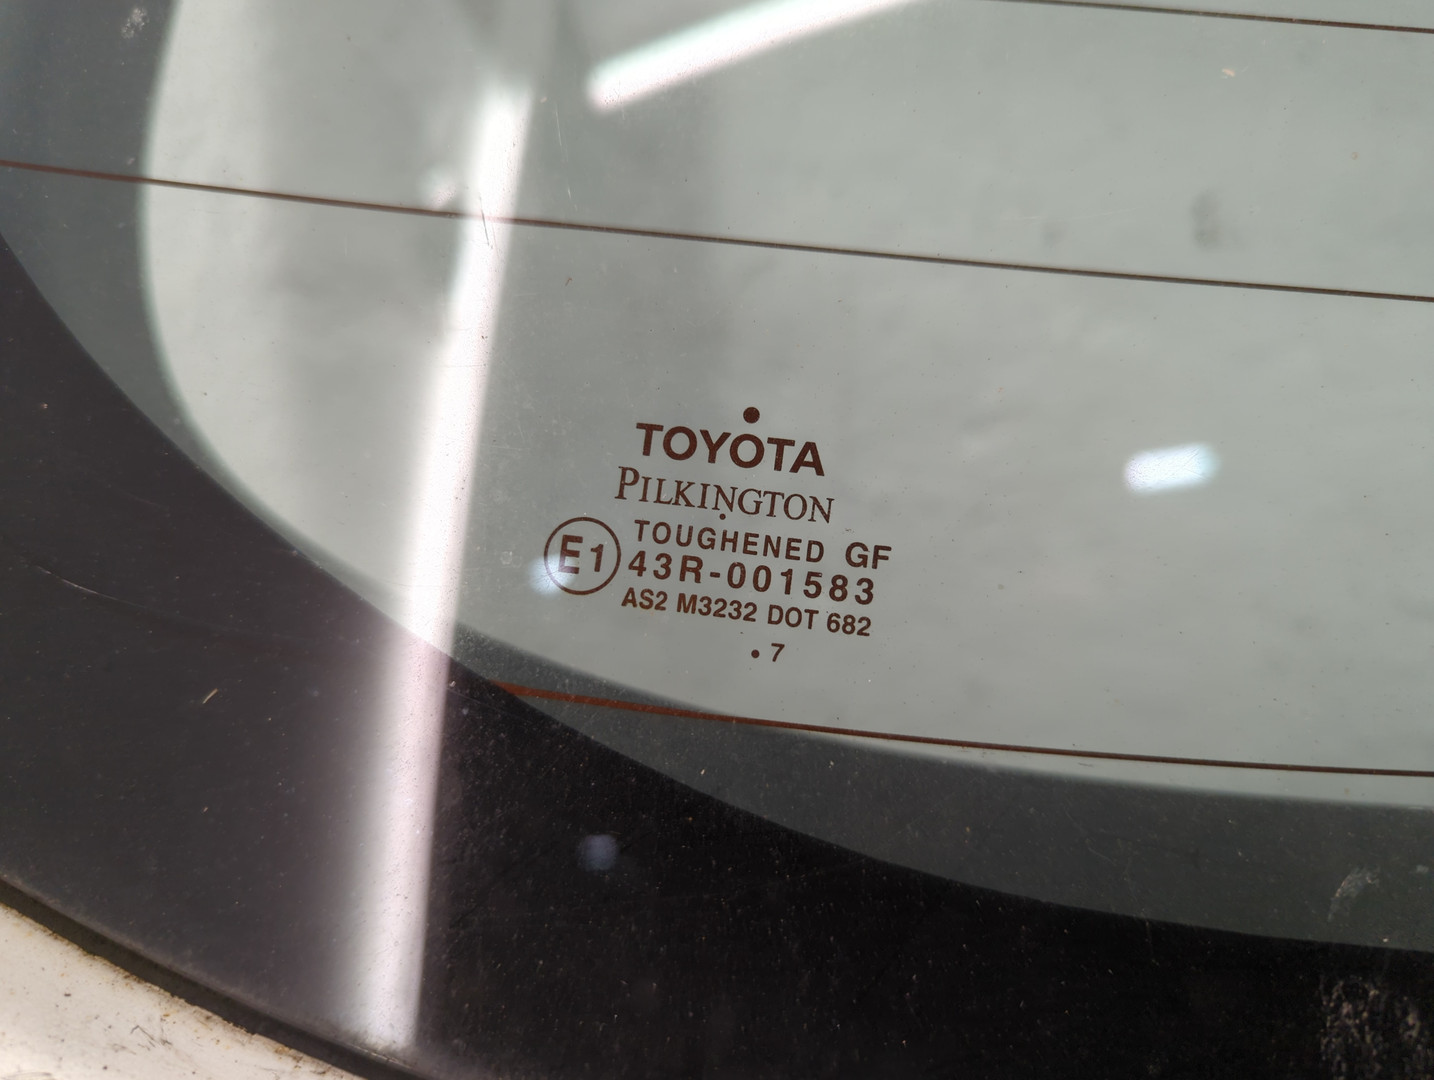 TOYOTA
PILKINGTON
TOUGHENED GF
E1 43R-001583
AS2 M3232 DOT 682
. 7